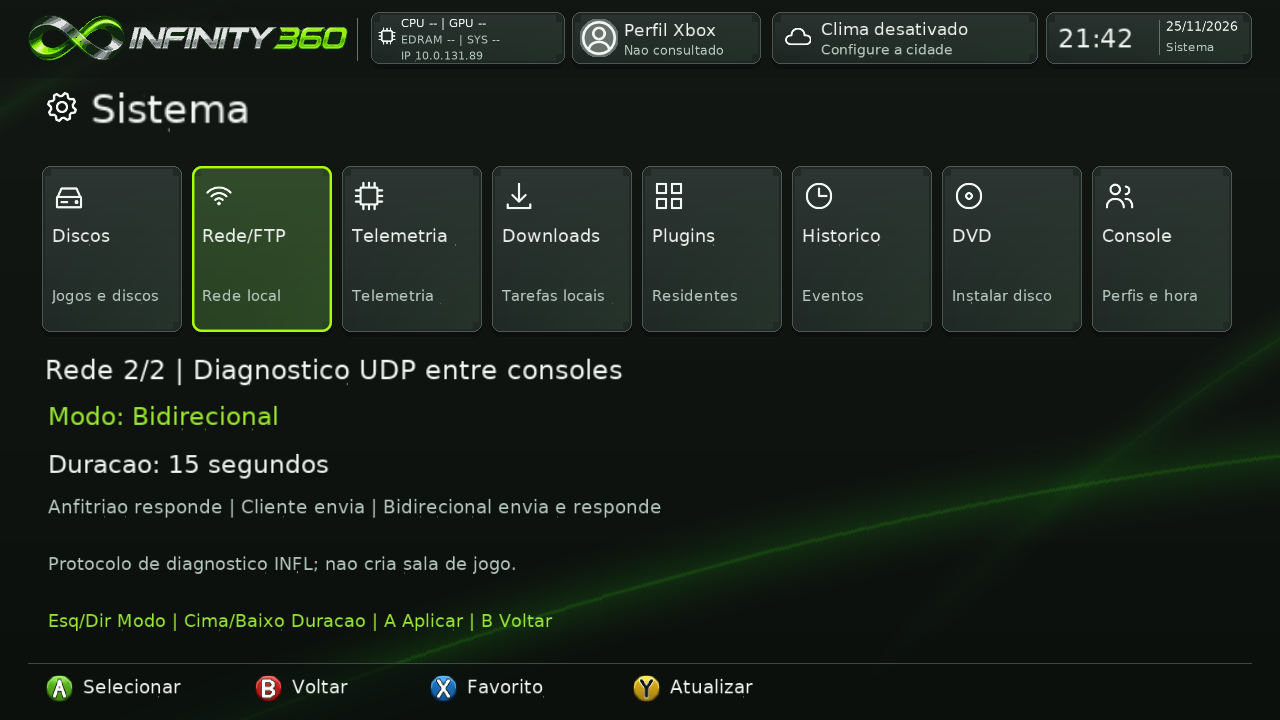 INFINITY 360
CPU -- | GPU --
EDRAM -- | SYS --
IP 10.0.131.89
Perfil Xbox
Nao consultado
Clima desativado
Configure a cidade
21:42
25/11/2026
Sistema
Sistema
Discos
Jogos e discos
Rede/FTP
Rede local
Telemetria
Telemetria
Downloads
Tarefas locais
Plugins
Residentes
Historico
Eventos
DVD
Instalar disco
Console
Perfis e hora
Rede 2/2 | Diagnostico UDP entre consoles
Modo: Bidirecional
Duracao: 15 segundos
Anfitriao responde | Cliente envia | Bidirecional envia e responde
Protocolo de diagnostico INFL; nao cria sala de jogo.
Esq/Dir Modo | Cima/Baixo Duracao | A Aplicar | B Voltar
A Selecionar
B Voltar
X Favorito
Y Atualizar